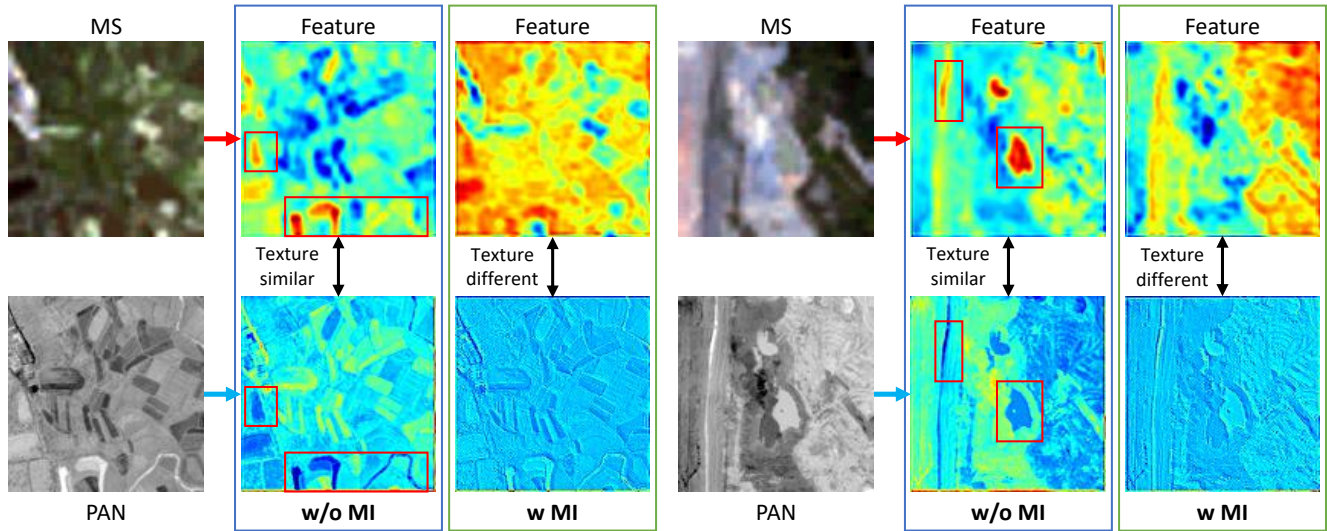 MS Feature Feature MS Feature Feature
Texture similar Texture different Texture similar Texture different
PAN w/o MI w MI PAN w/o MI w MI